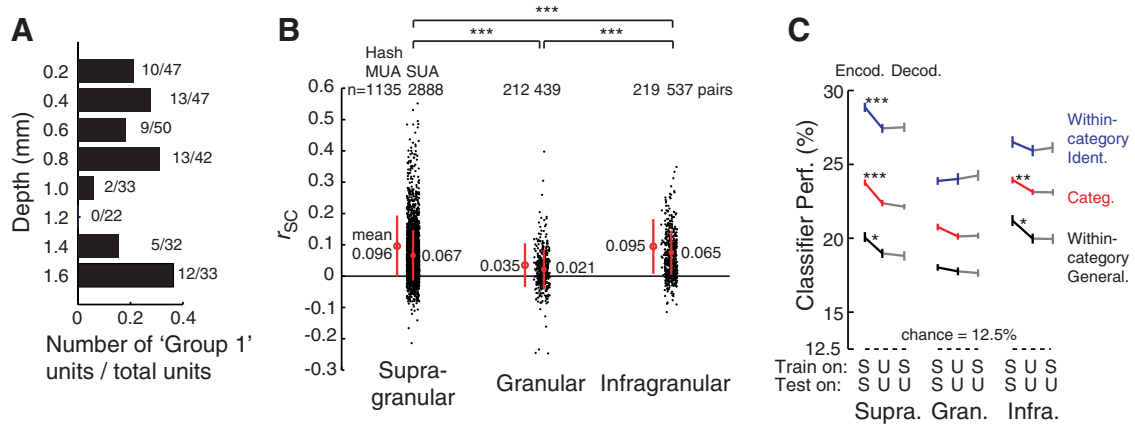 A
Depth (mm)
0.2 10/47
0.4 13/47
0.6 9/50
0.8 13/42
1.0 2/33
1.2 0/22
1.4 5/32
1.6 12/33
0 0.2 0.4
Number of ‘Group 1’
units / total units
B
***
*** ***
Hash
MUA SUA
n=1135 2888 212 439 219 537 pairs
rSC
0.6
0.5
0.4
0.3
0.2
0.1
0
-0.1
-0.2
-0.3
mean
0.096 0.067
0.035 0.021
0.095 0.065
Supra-
granular
Granular
Infragranular
C
Encod. Decod.
Classifier Perf. (%)
30
25
20
15
12.5
***
***
*
**
*
Within-
category
Ident.
Categ.
Within-
category
General.
chance = 12.5%
Train on: S U S S U S S U S
Test on: S U U S U U S U U
Supra. Gran. Infra.